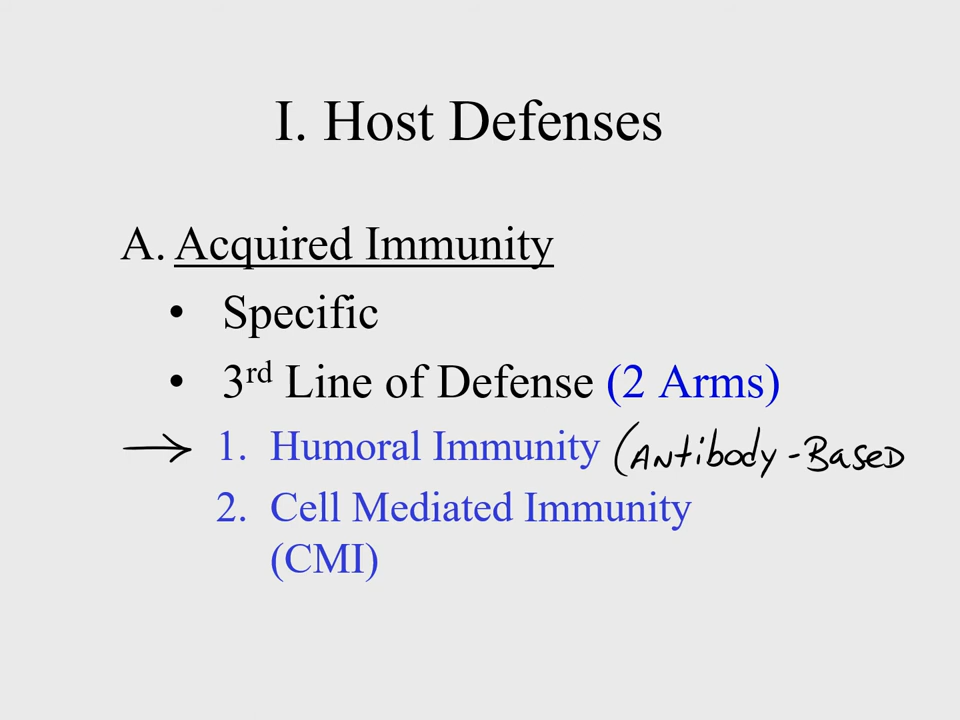 I. Host Defenses
A. Acquired Immunity
• Specific
• 3rd Line of Defense (2 Arms)
→ 1. Humoral Immunity (Antibody-Based
2. Cell Mediated Immunity
(CMI)